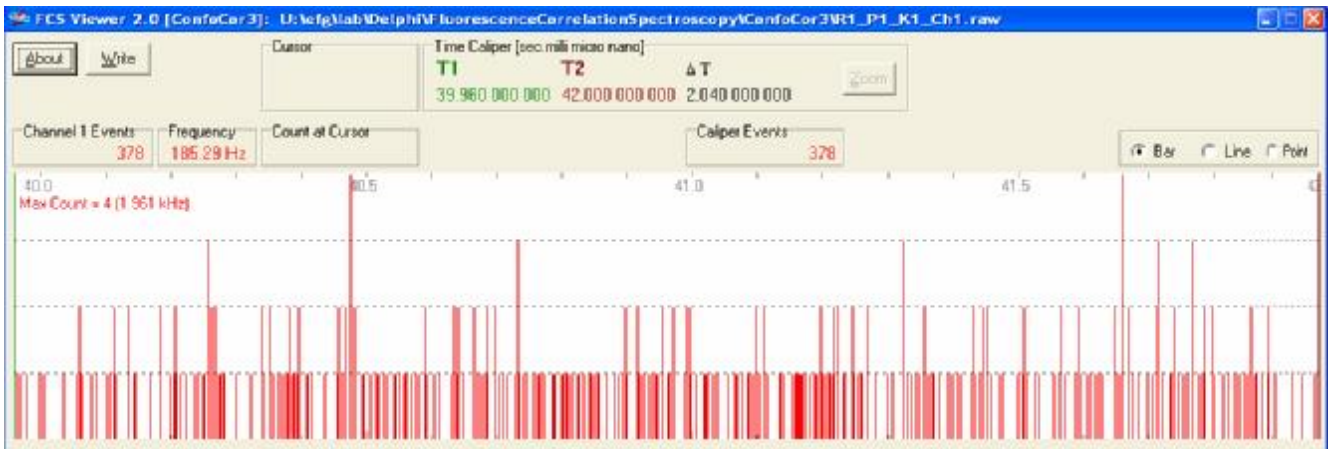 FCS Viewer 2.0 [ConfoCor3]: U:\efg\lab\Delphi\FluorescenceCorrelationSpectroscopy\ConfoCor3\R1_P1_K1_Ch1.raw
About Write
Cursor
Time Caliper [sec.milli micro nano]
T1 T2 Δ T
39.960 000 000 42.000 000 000 2.040 000 000
Zoom
Channel 1 Events Frequency Count at Cursor Caliper Events
378 185.29 Hz 378
Bar Line Point
40.0 40.5 41.0 41.5
Max Count = 4 (1.961 kHz)